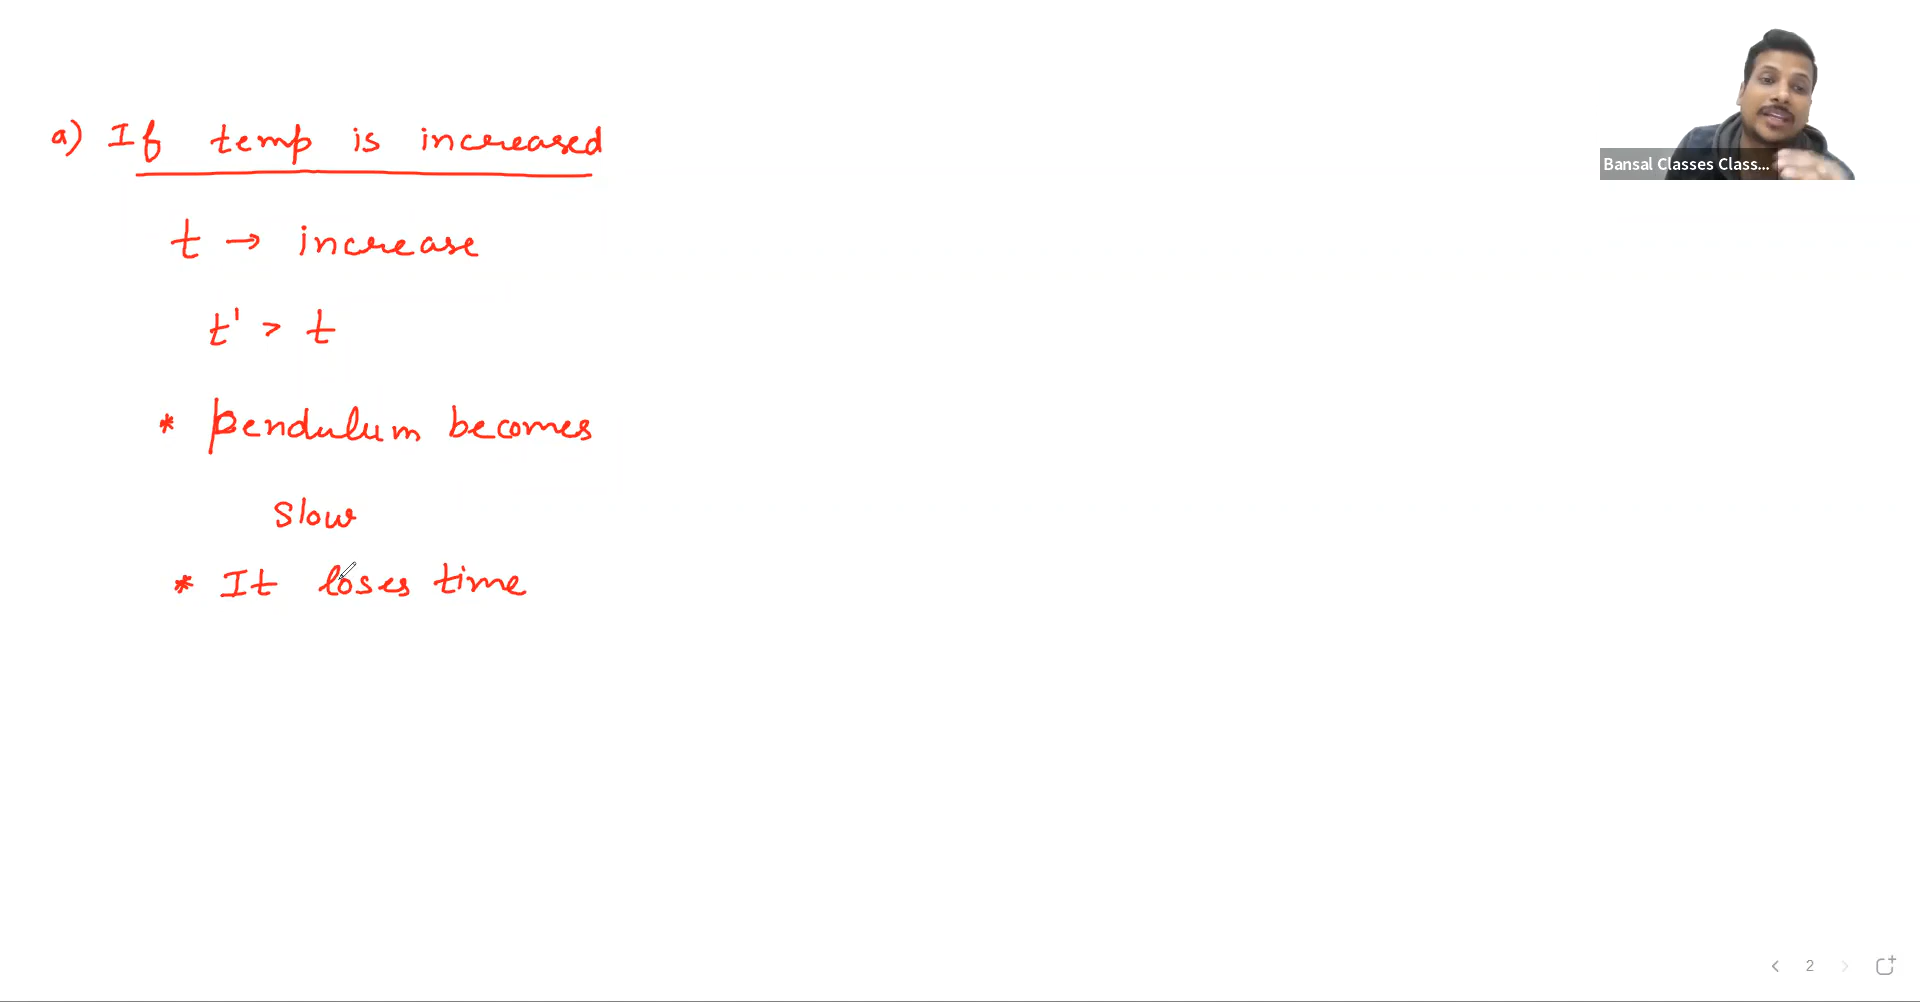 a) If temp is increased
Bansal Classes Class...
t → increase
t' > t
* Pendulum becomes
slow
* It loses time
2